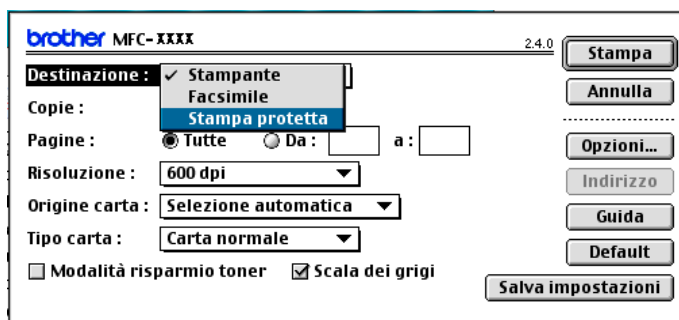 brother MFC-XXXX 2.4.0 Stampa
Destinazione : ✓ Stampante
Facsimile Annulla
Copie :
Stampa protetta
Pagine : Tutte Da : a : Opzioni...
Risoluzione : 600 dpi Indirizzo
Origine carta : Selezione automatica Guida
Tipo carta : Carta normale Default
Modalità risparmio toner Scala dei grigi
Salva impostazioni